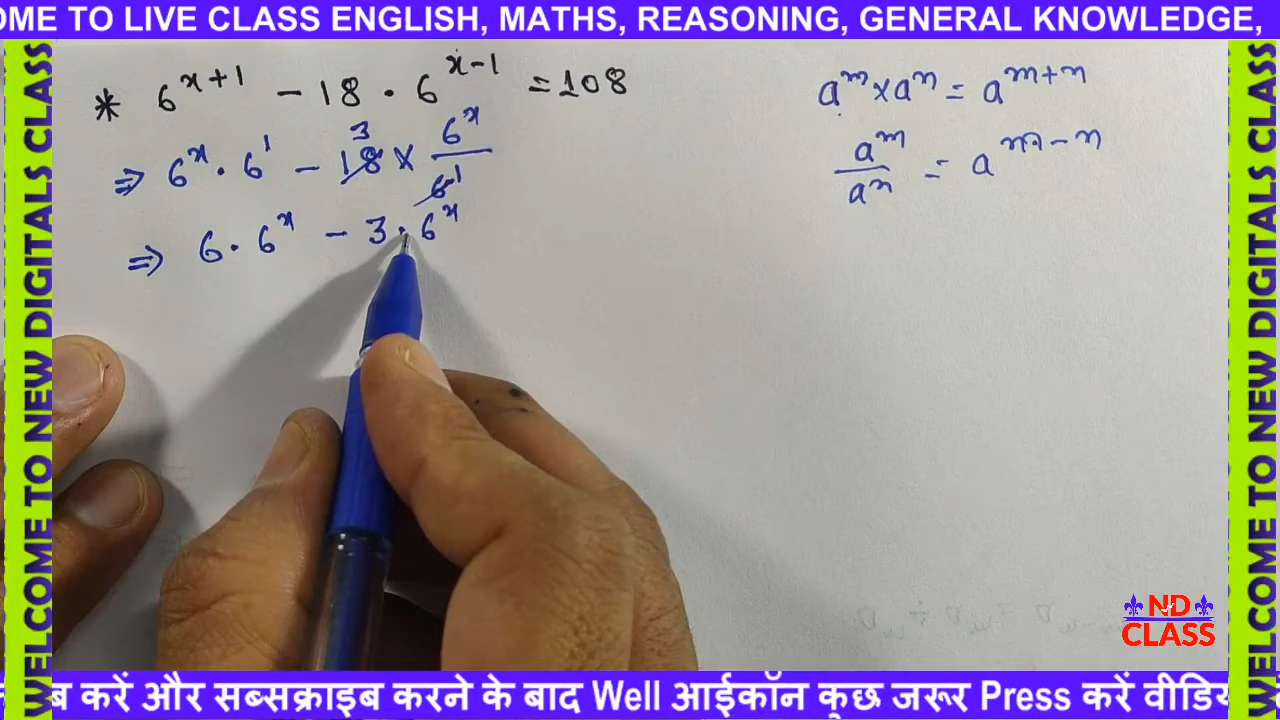 OME TO LIVE CLASS ENGLISH, MATHS, REASONING, GENERAL KNOWLEDGE,
WELCOME TO NEW DIGITALS CLASS
* 6^{x+1} - 18 · 6^{x-1} = 108
⇒ 6^x · 6^1 - 18 × 6^x / 6^1
3
⇒ 6 · 6^x - 3 · 6^x
a^m × a^n = a^{m+n}
a^m / a^n = a^{m-n}
ND
CLASS
WELCOME TO NEW DIGITALS CLASS
ब करें और सब्सक्राइब करने के बाद Well आईकॉन कुछ जरूर Press करें वीडि